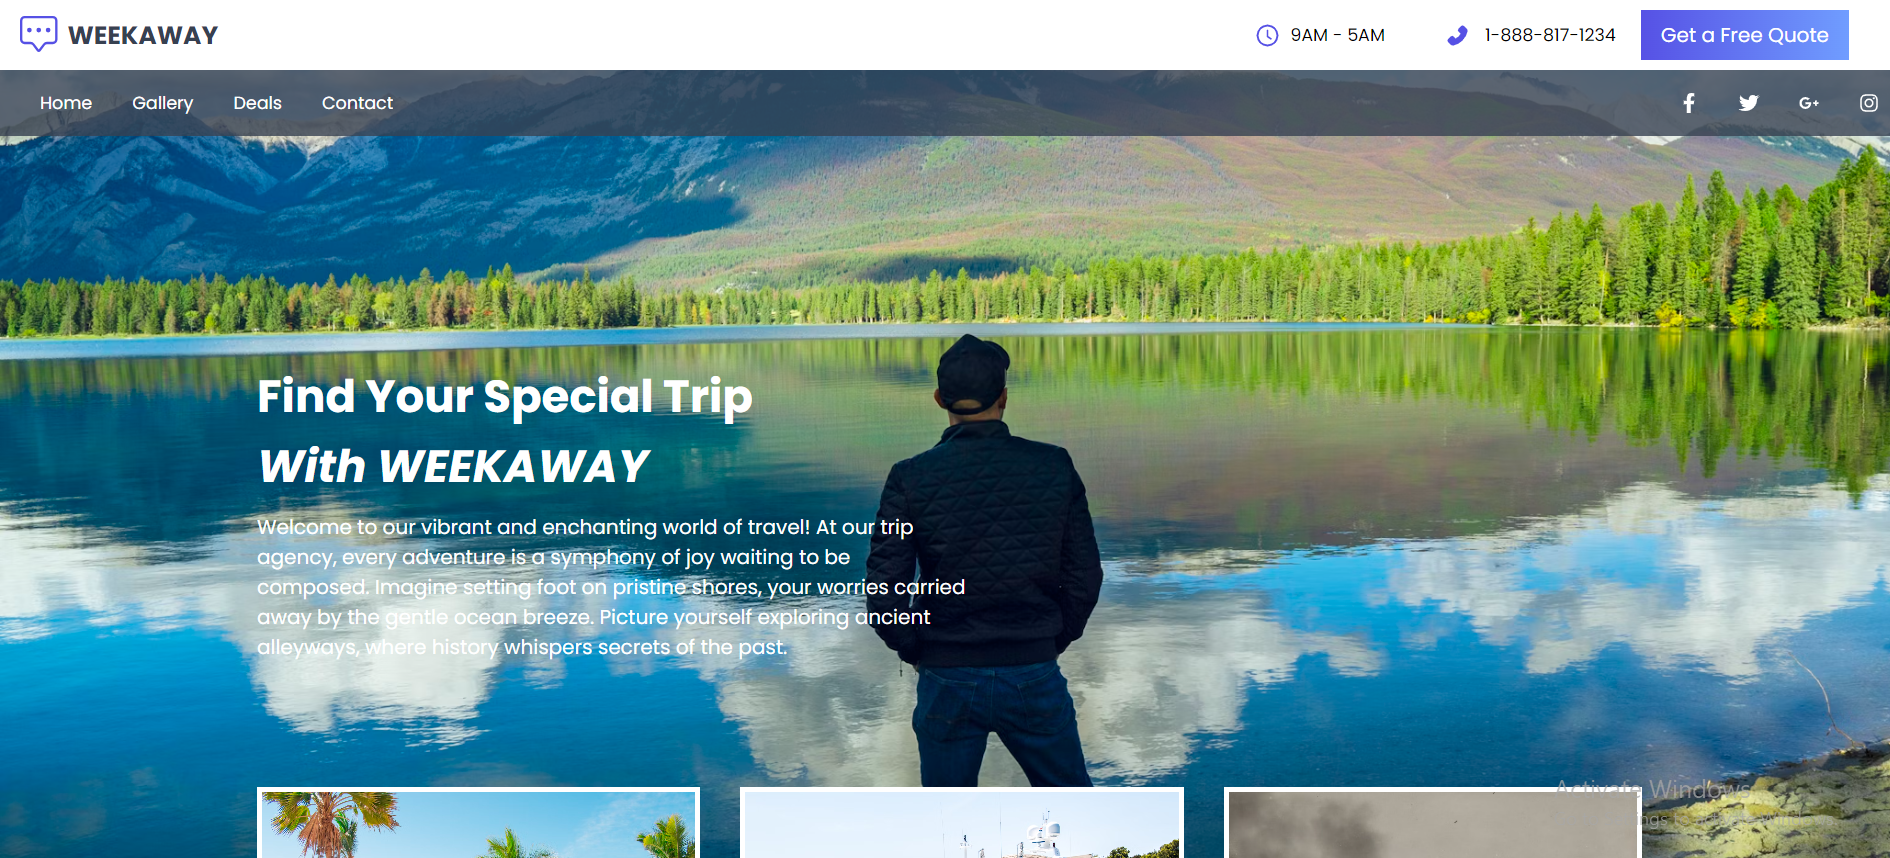 WEEKAWAY
9AM - 5AM
1-888-817-1234
Get a Free Quote
Home
Gallery
Deals
Contact
Find Your Special Trip
With WEEKAWAY
Welcome to our vibrant and enchanting world of travel! At our trip
agency, every adventure is a symphony of joy waiting to be
composed. Imagine setting foot on pristine shores, your worries carried
away by the gentle ocean breeze. Picture yourself exploring ancient
alleyways, where history whispers secrets of the past.
Activate Windows